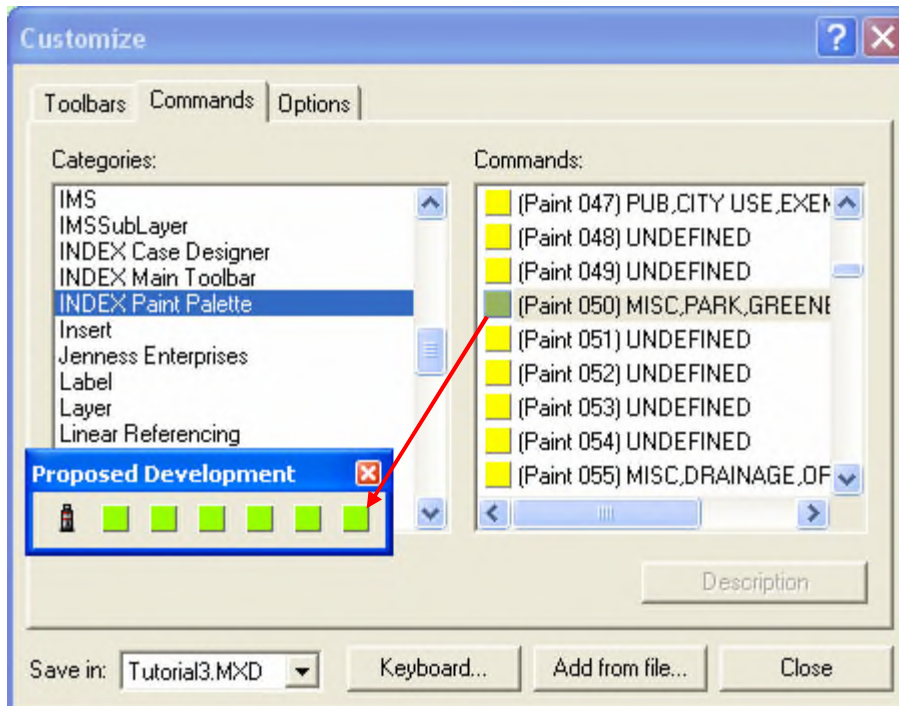 Customize
Toolbars Commands Options
Categories:
IMS
IMSSubLayer
INDEX Case Designer
INDEX Main Toolbar
INDEX Paint Palette
Insert
Jenness Enterprises
Label
Layer
Linear Referencing
Commands:
(Paint 047) PUB,CITY USE,EXEM
(Paint 048) UNDEFINED
(Paint 049) UNDEFINED
(Paint 050) MISC,PARK,GREENE
(Paint 051) UNDEFINED
(Paint 052) UNDEFINED
(Paint 053) UNDEFINED
(Paint 054) UNDEFINED
(Paint 055) MISC,DRAINAGE,OF
Proposed Development
Description
Save in: Tutorial3.MXD Keyboard... Add from file... Close